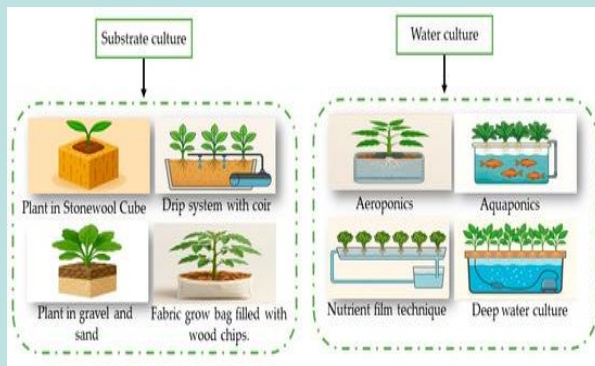 Substrate culture
Water culture
Plant in Stonewool Cube
Drip system with coir
Plant in gravel and
sand
Fabric grow bag filled with
wood chips.
Aeroponics
Aquaponics
Nutrient film technique
Deep water culture